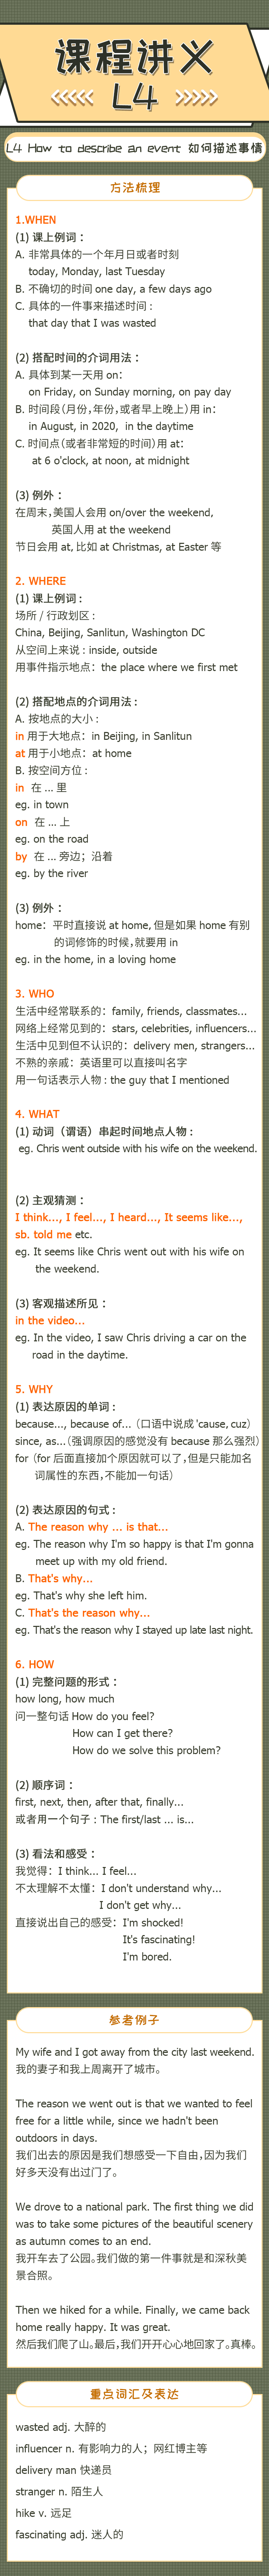 课程讲义
L4
L4 How to describe an event 如何描述事情
方法梳理
1.WHEN
(1) 课上例词：
A. 非常具体的一个年月日或者时刻
today, Monday, last Tuesday
B. 不确切的时间 one day, a few days ago
C. 具体的一件事来描述时间：
that day that I was wasted
(2) 搭配时间的介词用法：
A. 具体到某一天用 on：
on Friday, on Sunday morning, on pay day
B. 时间段（月份，年份，或者早上晚上）用 in：
in August, in 2020,  in the daytime
C. 时间点（或者非常短的时间）用 at：
at 6 o'clock, at noon, at midnight
(3) 例外：
在周末，美国人会用 on/over the weekend,
英国人用 at the weekend
节日会用 at, 比如 at Christmas, at Easter 等
2. WHERE
(1) 课上例词：
场所 / 行政划区：
China, Beijing, Sanlitun, Washington DC
从空间上来说：inside, outside
用事件指示地点：the place where we first met
(2) 搭配地点的介词用法：
A. 按地点的大小：
in 用于大地点：in Beijing, in Sanlitun
at 用于小地点：at home
B. 按空间方位：
in  在 ... 里
eg. in town
on  在 ... 上
eg. on the road
by  在 ... 旁边；沿着
eg. by the river
(3) 例外：
home：平时直接说 at home, 但是如果 home 有别
的词修饰的时候，就要用 in
eg. in the home, in a loving home
3. WHO
生活中经常联系的：family, friends, classmates...
网络上经常见到的：stars, celebrities, influencers...
生活中见到但不认识的：delivery men, strangers...
不熟的亲戚：英语里可以直接叫名字
用一句话表示人物：the guy that I mentioned
4. WHAT
(1) 动词（谓语）串起时间地点人物：
eg. Chris went outside with his wife on the weekend.
(2) 主观猜测：
I think..., I feel..., I heard..., It seems like...,
sb. told me etc.
eg. It seems like Chris went out with his wife on
the weekend.
(3) 客观描述所见：
in the video...
eg. In the video, I saw Chris driving a car on the
road in the daytime.
5. WHY
(1) 表达原因的单词：
because..., because of... （口语中说成 'cause, cuz）
since, as...（强调原因的感觉没有 because 那么强烈）
for （for 后面直接加个原因就可以了，但是只能加名
词属性的东西，不能加一句话）
(2) 表达原因的句式：
A. The reason why ... is that...
eg. The reason why I'm so happy is that I'm gonna
meet up with my old friend.
B. That's why...
eg. That's why she left him.
C. That's the reason why...
eg. That's the reason why I stayed up late last night.
6. HOW
(1) 完整问题的形式：
how long, how much
问一整句话 How do you feel?
How can I get there?
How do we solve this problem?
(2) 顺序词：
first, next, then, after that, finally...
或者用一个句子：The first/last ... is...
(3) 看法和感受：
我觉得：I think... I feel...
不太理解不太懂：I don't understand why...
I don't get why...
直接说出自己的感受：I'm shocked!
It's fascinating!
I'm bored.
参考例子
My wife and I got away from the city last weekend.
我的妻子和我上周离开了城市。
The reason we went out is that we wanted to feel
free for a little while, since we hadn't been
outdoors in days.
我们出去的原因是我们想感受一下自由，因为我们
好多天没有出过门了。
We drove to a national park. The first thing we did
was to take some pictures of the beautiful scenery
as autumn comes to an end.
我开车去了公园。我们做的第一件事就是和深秋美
景合照。
Then we hiked for a while. Finally, we came back
home really happy. It was great.
然后我们爬了山。最后，我们开开心心地回家了。真棒。
重点词汇及表达
wasted adj. 大醉的
influencer n. 有影响力的人；网红博主等
delivery man 快递员
stranger n. 陌生人
hike v. 远足
fascinating adj. 迷人的